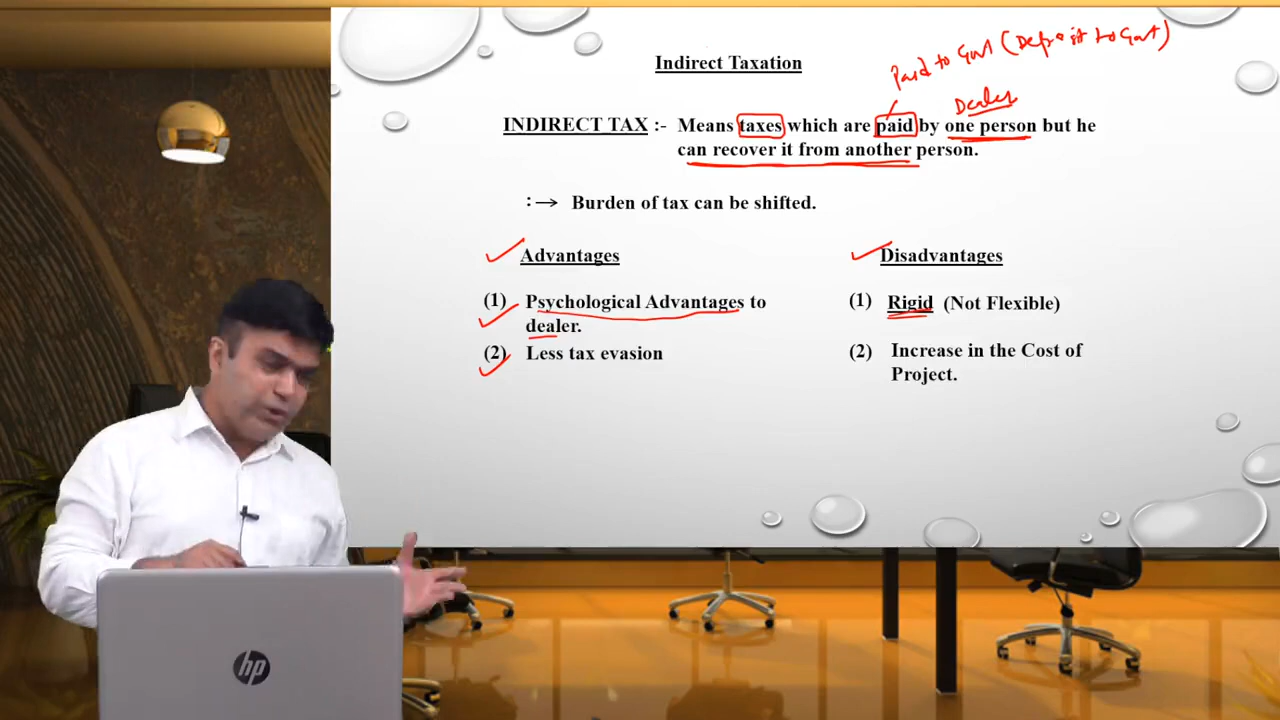 Indirect Taxation
Paid to Govt (Deposit to Govt)
Dealer
INDIRECT TAX :- Means taxes which are paid by one person but he
can recover it from another person.
:→ Burden of tax can be shifted.
Advantages
(1) Psychological Advantages to
dealer.
(2) Less tax evasion
Disadvantages
(1) Rigid (Not Flexible)
(2) Increase in the Cost of
Project.
hp